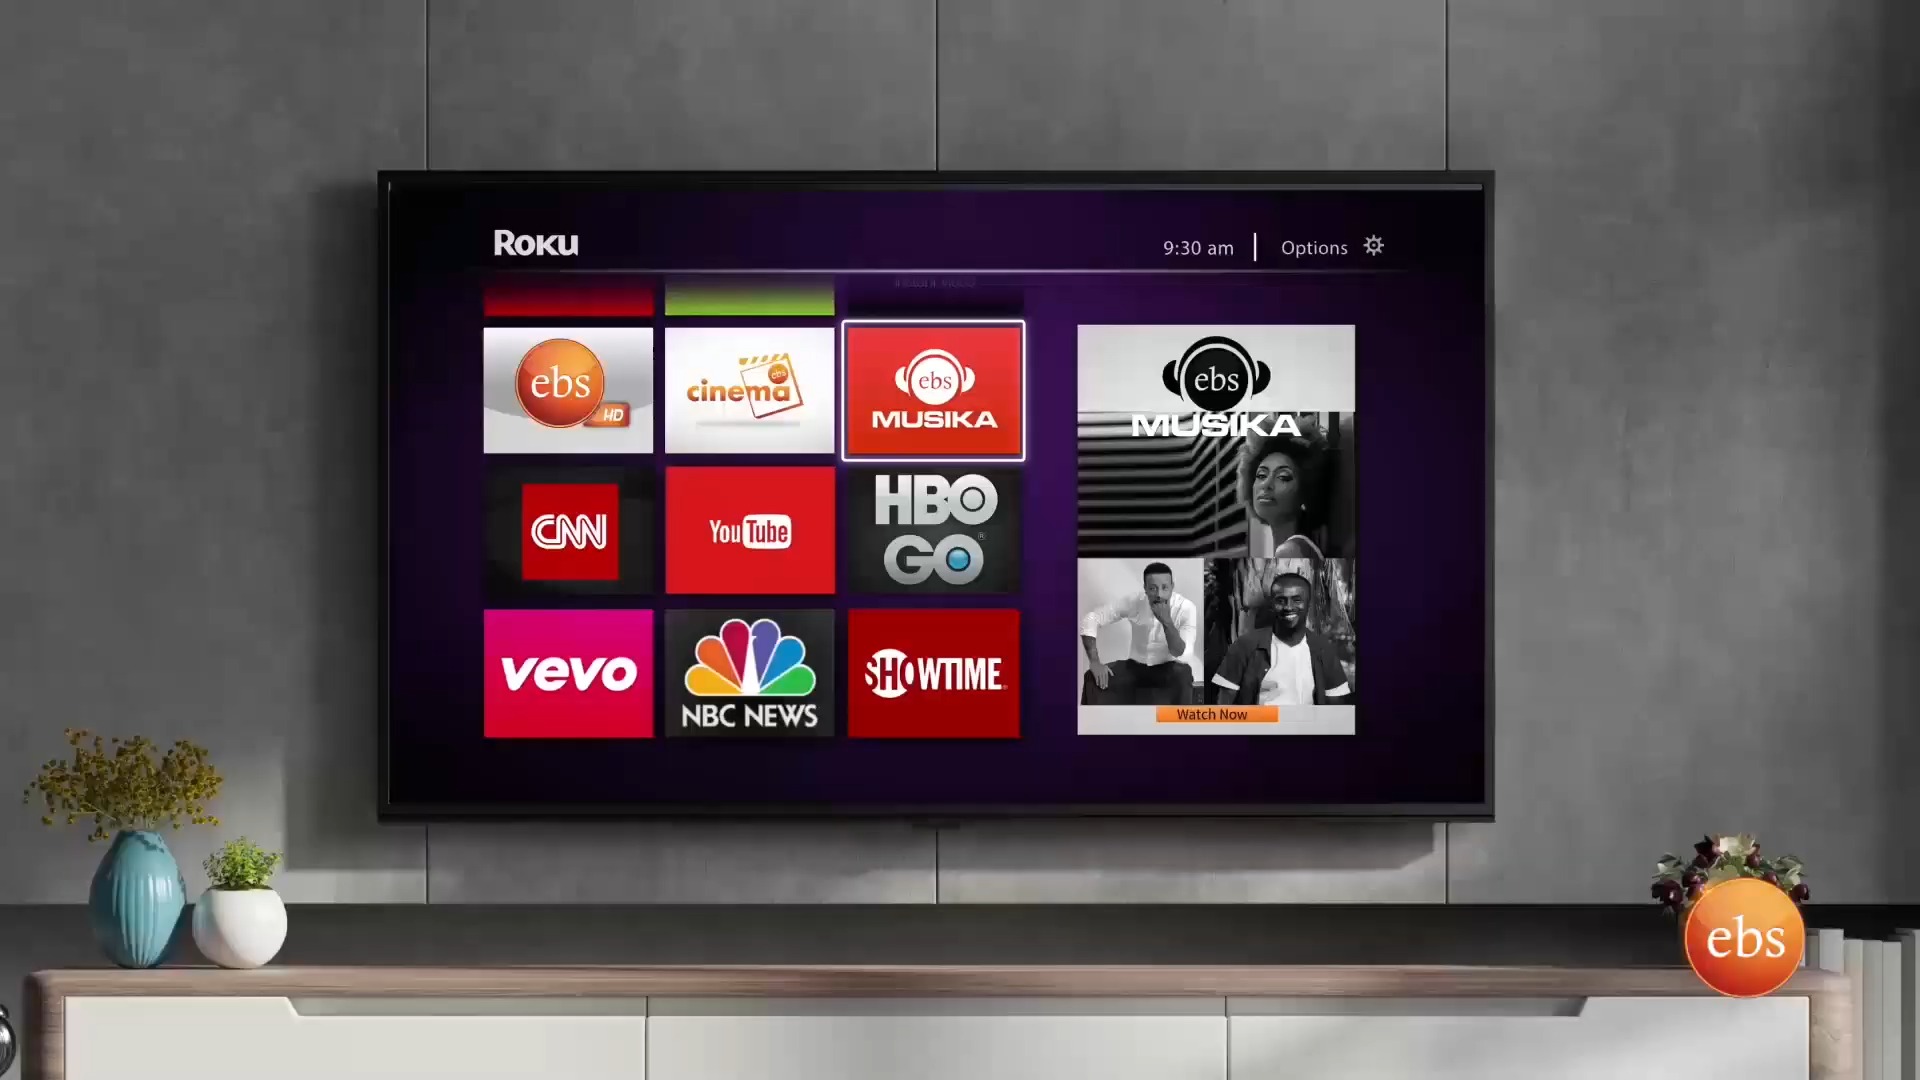 Roku
9:30 am
Options
ebs
HD
cinema
ebs
ebs
MUSIKA
ebs
MUSIKA
CNN
YouTube
HBO
GO
vevo
NBC NEWS
SHOWTIME
Watch Now
ebs